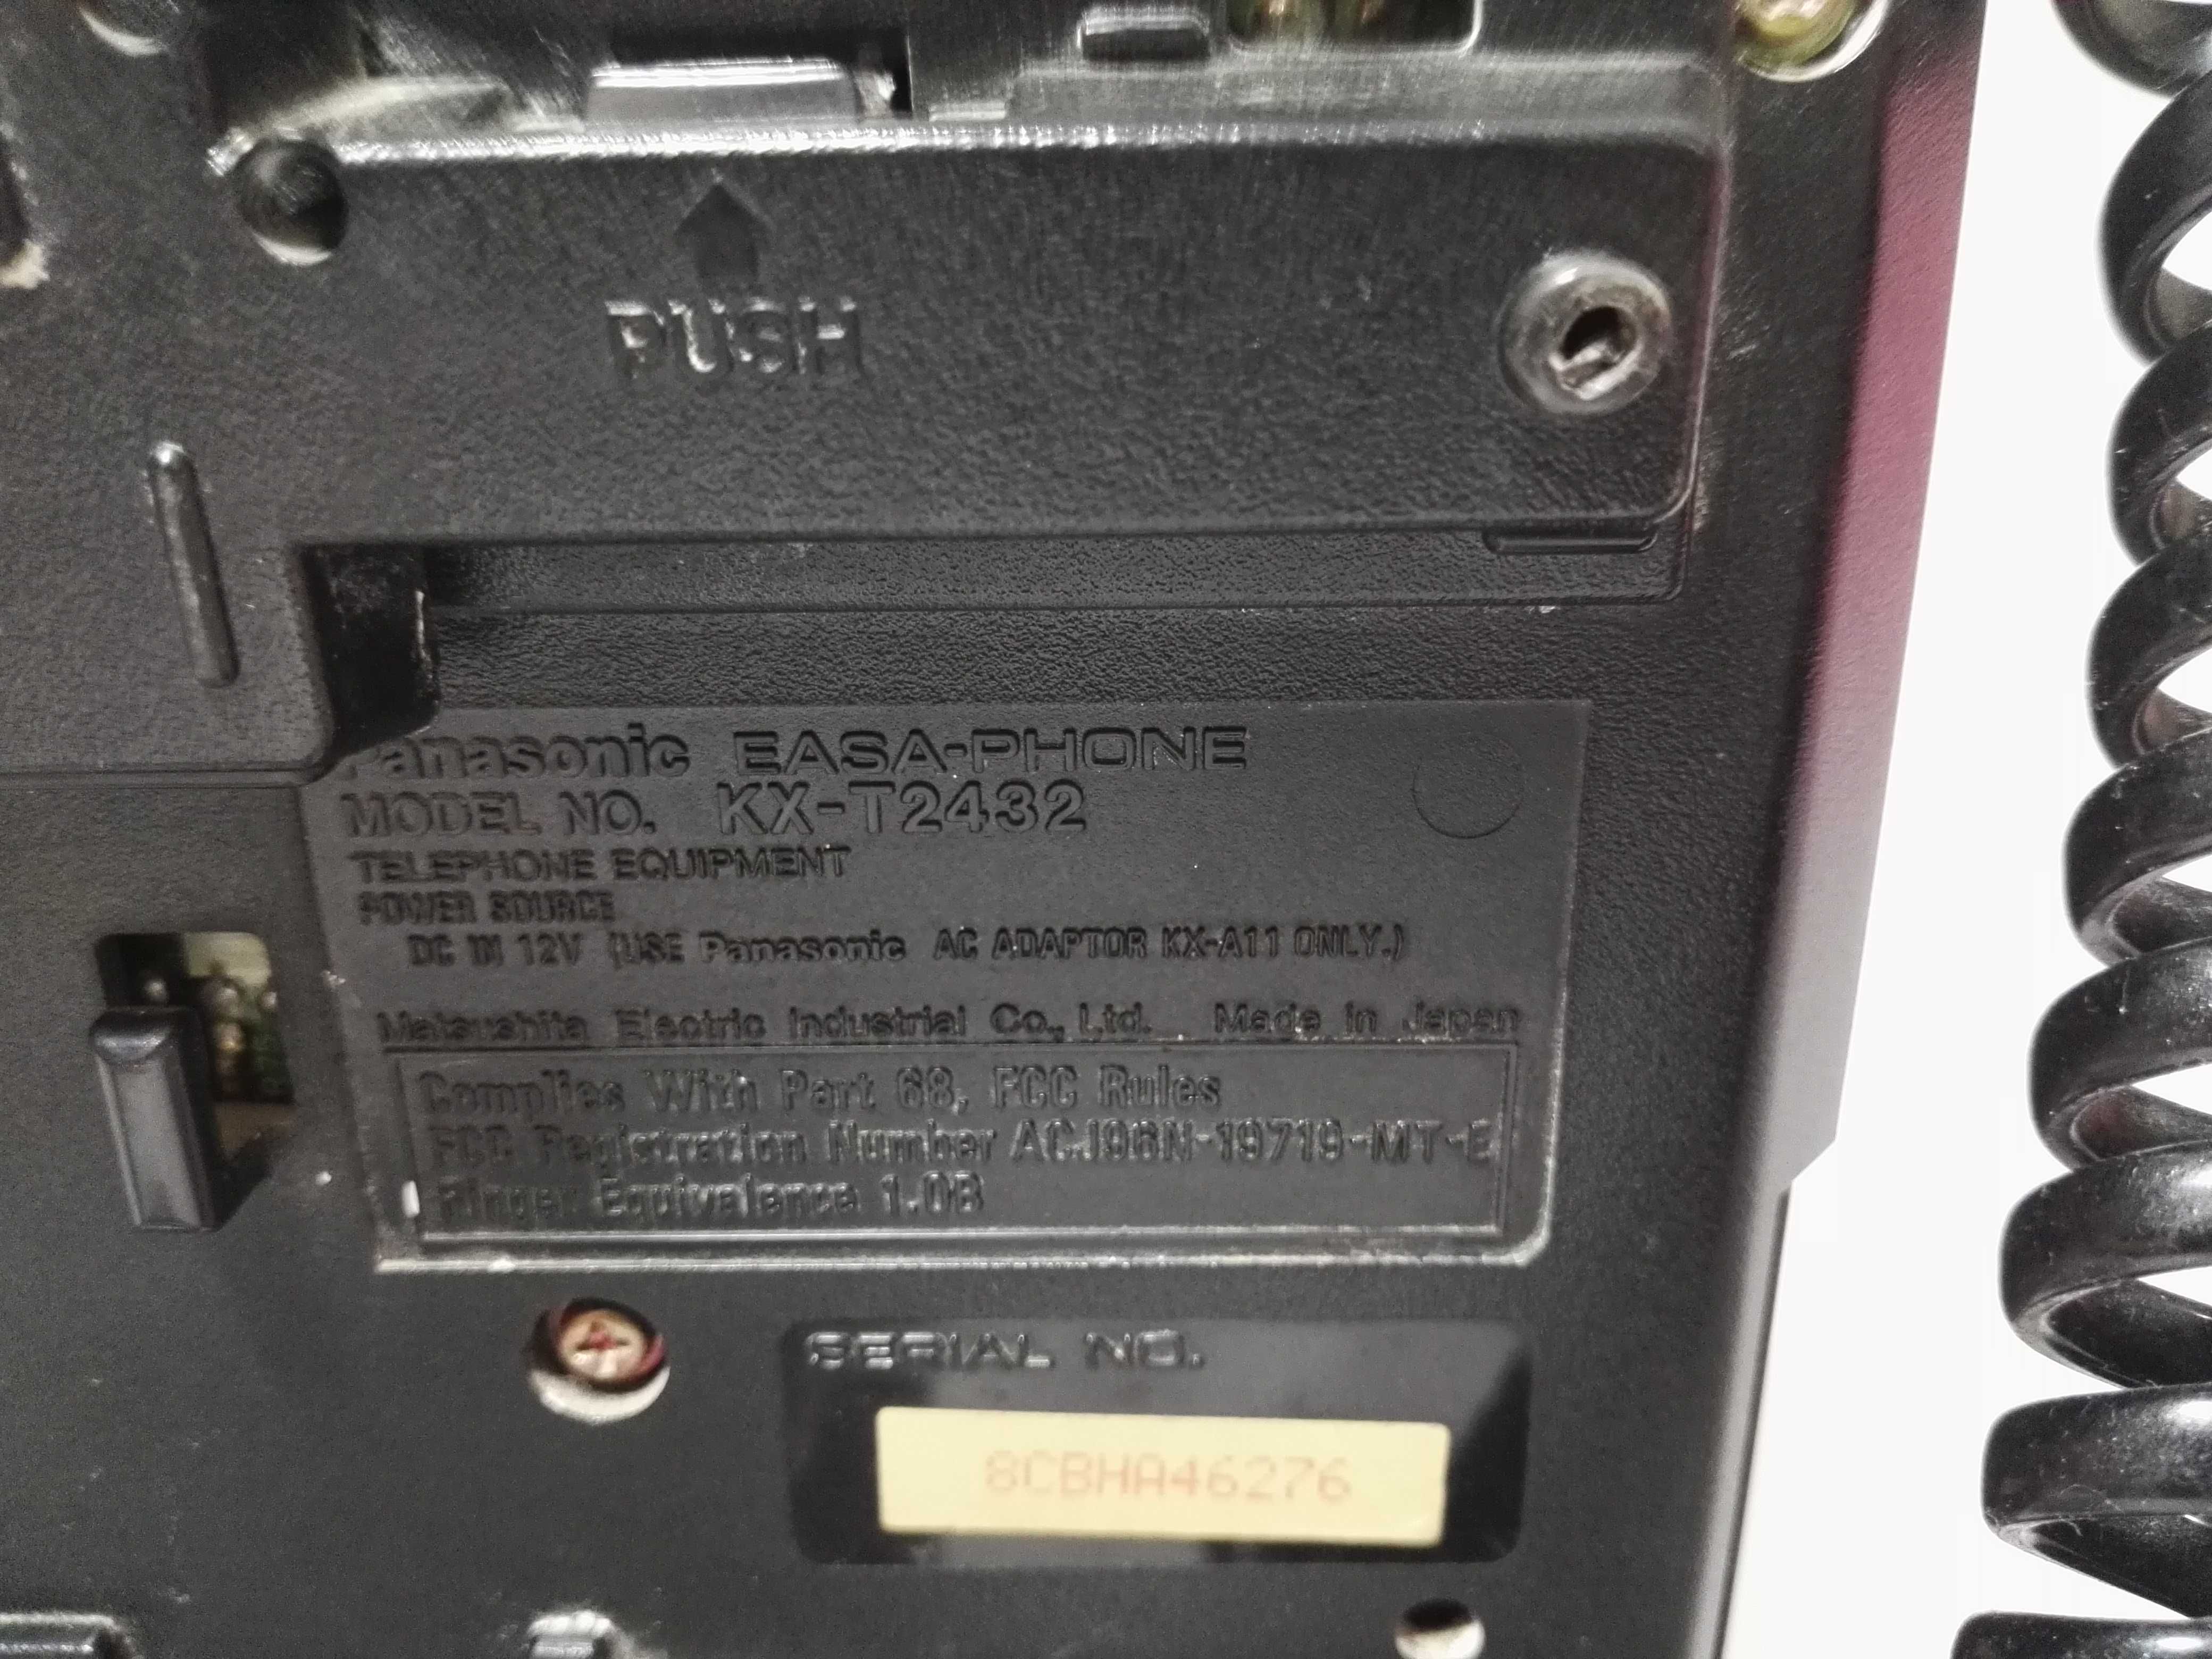 PUSH
Panasonic EASA-PHONE
MODEL NO. KX-T2432
TELEPHONE EQUIPMENT
POWER SOURCE
DC IN 12V (USE Panasonic AC ADAPTOR KX-A11 ONLY.)
Matsushita Electric Industrial Co., Ltd. Made in Japan
Complies With Part 68, FCC Rules
FCC Registration Number ACJ96N-19719-MT-E
Ringer Equivalence 1.0B
SERIAL NO.
8CBHA46276